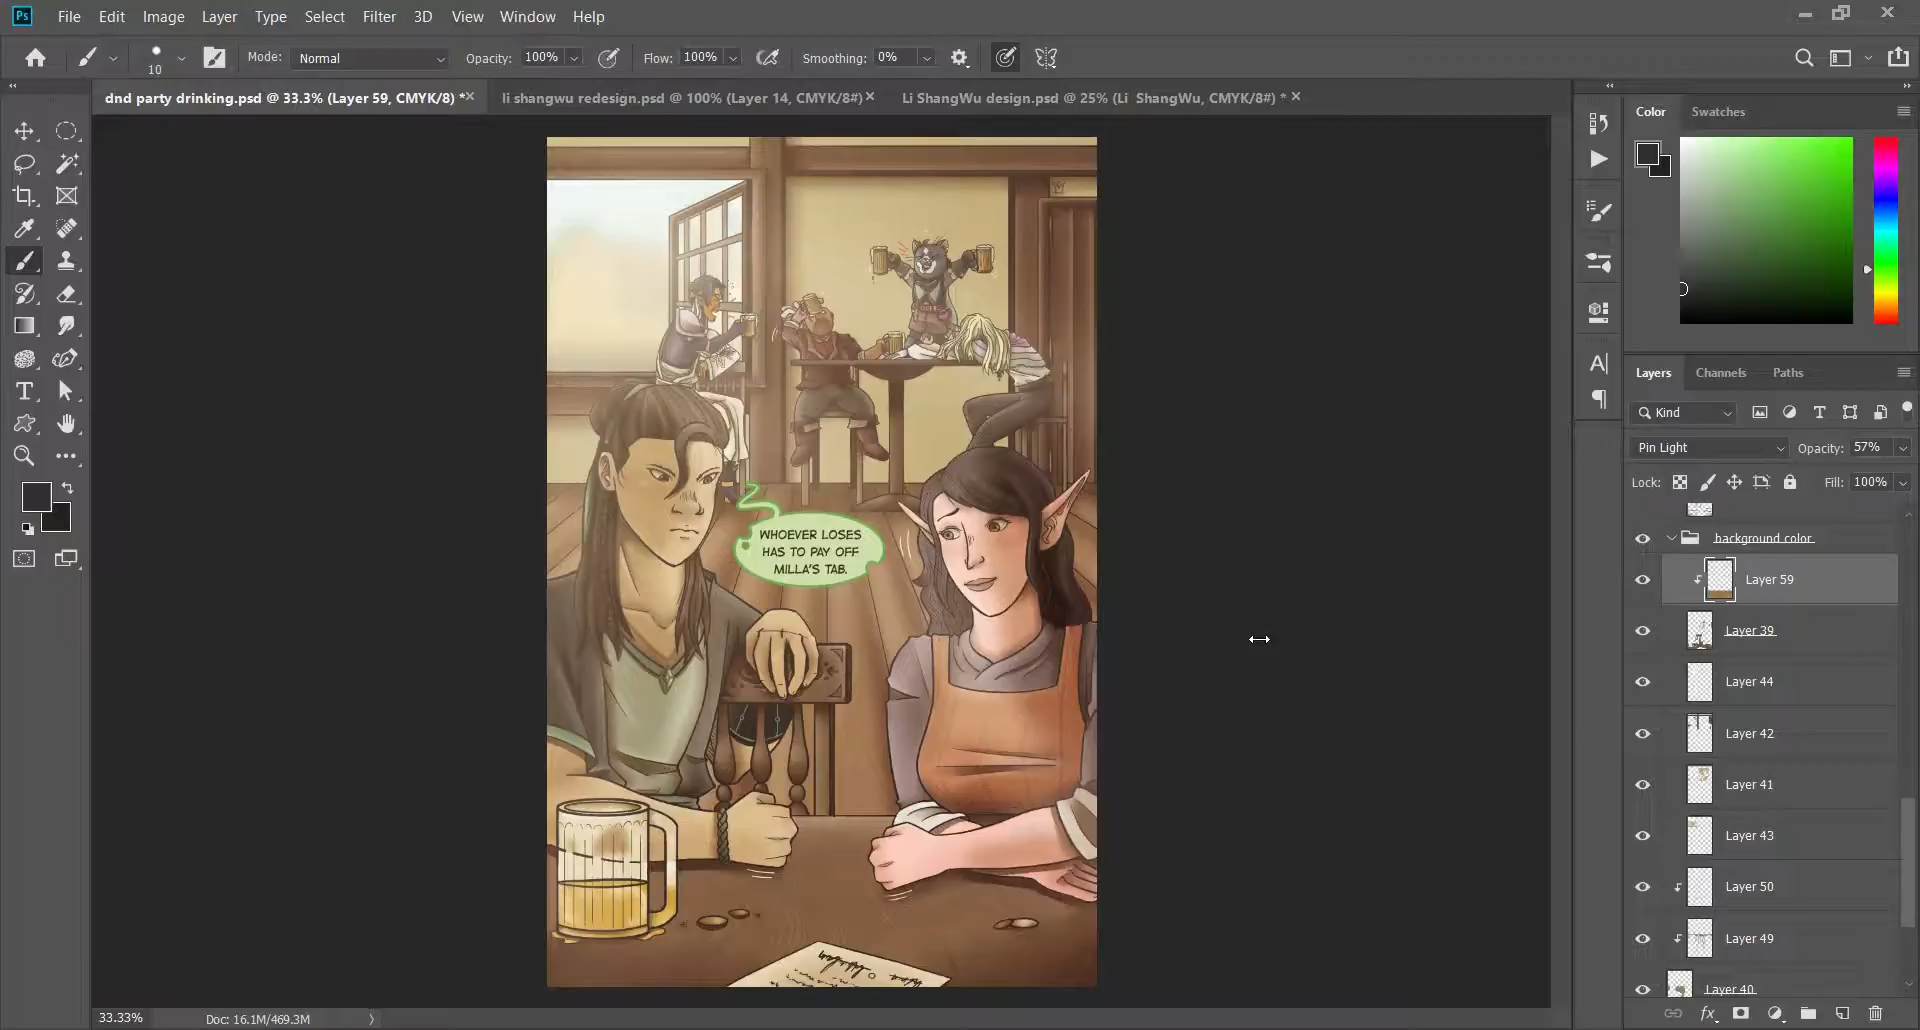 Ps File Edit Image Layer Type Select Filter 3D View Window Help
10 Mode: Normal Opacity: 100% Flow: 100% Smoothing: 0%
dnd party drinking.psd @ 33.3% (Layer 59, CMYK/8) * li shangwu redesign.psd @ 100% (Layer 14, CMYK/8#) Li ShangWu design.psd @ 25% (Li ShangWu, CMYK/8#) *
WHOEVER LOSES
HAS TO PAY OFF
MILLA'S TAB.
Color Swatches
Layers Channels Paths
Kind
Pin Light Opacity: 57%
Lock: Fill: 100%
background color
Layer 59
Layer 39
Layer 44
Layer 42
Layer 41
Layer 43
Layer 50
Layer 49
Layer 40
33.33% Doc: 16.1M/469.3M